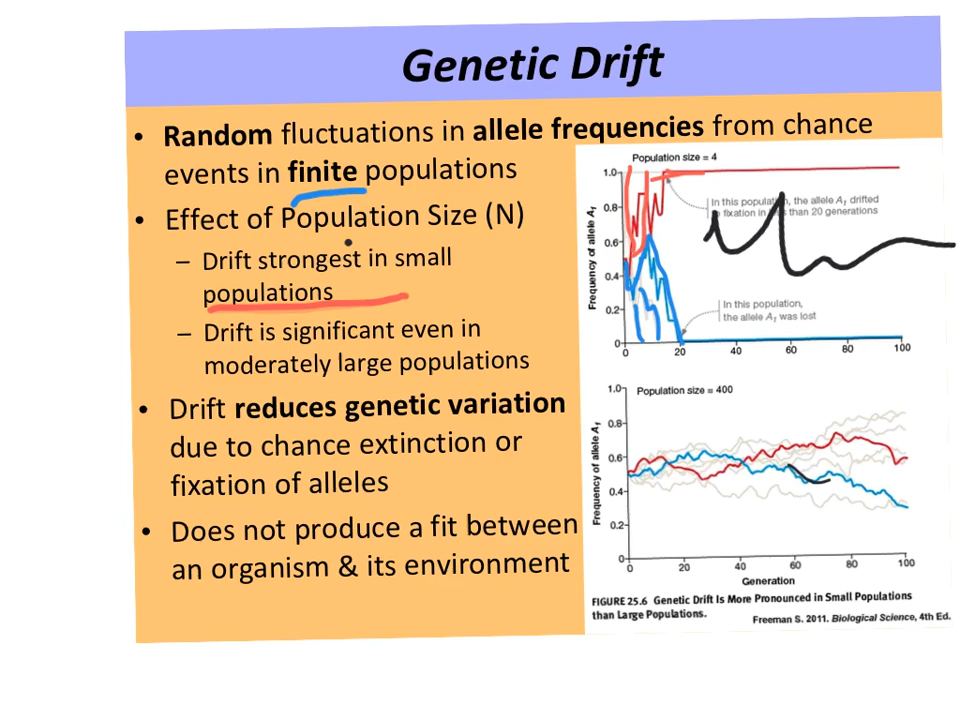 Genetic Drift
• Random fluctuations in allele frequencies from chance
events in finite populations
• Effect of Population Size (N)
– Drift strongest in small
populations
– Drift is significant even in
moderately large populations
• Drift reduces genetic variation
due to chance extinction or
fixation of alleles
• Does not produce a fit between
an organism & its environment
Population size = 4
Frequency of allele A1
1.0
0.8
0.6
0.4
0.2
0
0 20 40 60 80 100
In this population, the allele A1 drifted
fixation in than 20 generations
In this population,
the allele A1 was lost
Population size = 400
Frequency of allele A1
1.0
0.8
0.6
0.4
0.2
0
0 20 40 60 80 100
Generation
FIGURE 25.6 Genetic Drift Is More Pronounced in Small Populations
than Large Populations.
Freeman S. 2011. Biological Science, 4th Ed.